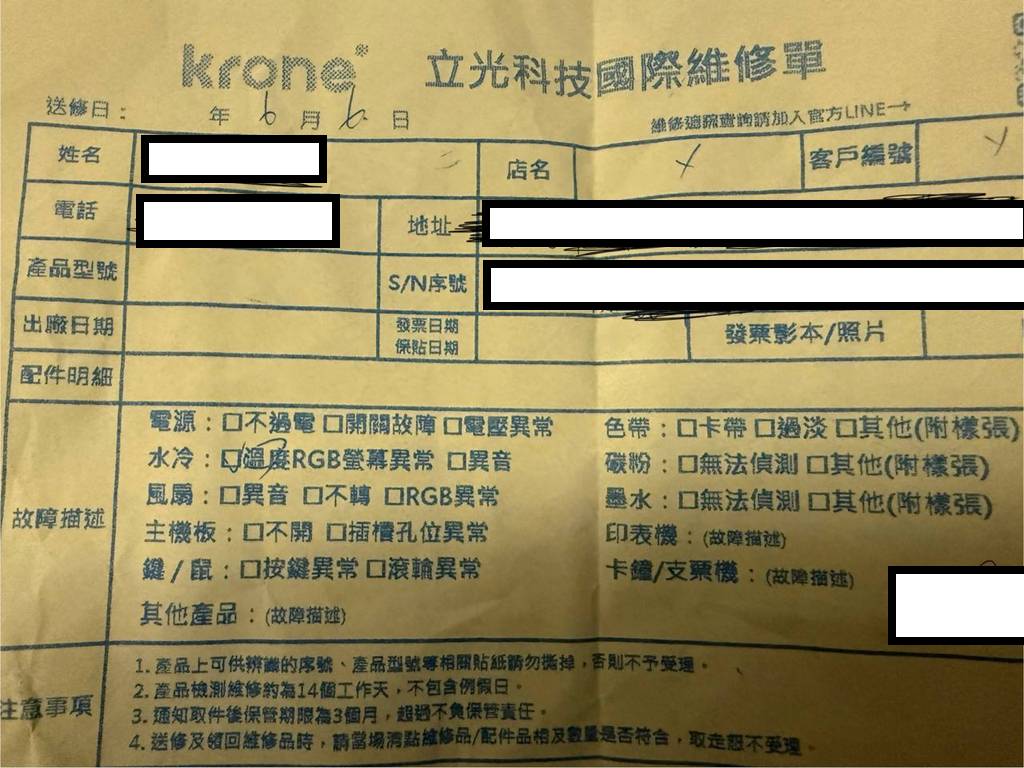 krone® 立光科技國際維修單
送修日： 年 6 月 6 日 維修進度查詢請加入官方LINE→
姓名 店名 客戶編號
電話 地址
產品型號 S/N序號
出廠日期 發票日期 保貼日期 發票影本/照片
配件明細
故障描述
電源：□不過電 □開關故障 □電壓異常 色帶：□卡帶 □過淡 □其他(附樣張)
水冷：□溫度RGB螢幕異常 □異音 碳粉：□無法偵測 □其他(附樣張)
風扇：□異音 □不轉 □RGB異常 墨水：□無法偵測 □其他(附樣張)
主機板：□不開 □插槽孔位異常 印表機：(故障描述)
鍵/鼠：□按鍵異常 □滾輪異常 卡鐘/支票機：(故障描述)
其他產品：(故障描述)
注意事項
1. 產品上可供辨識的序號、產品型號等相關貼紙請勿撕掉，否則不予受理。
2. 產品檢測維修約為14個工作天，不包含例假日。
3. 通知取件後保管期限為3個月，超過不負保管責任。
4. 送修及領回維修品時，請當場清點維修品/配件品相及數量是否符合，取走恕不受理。